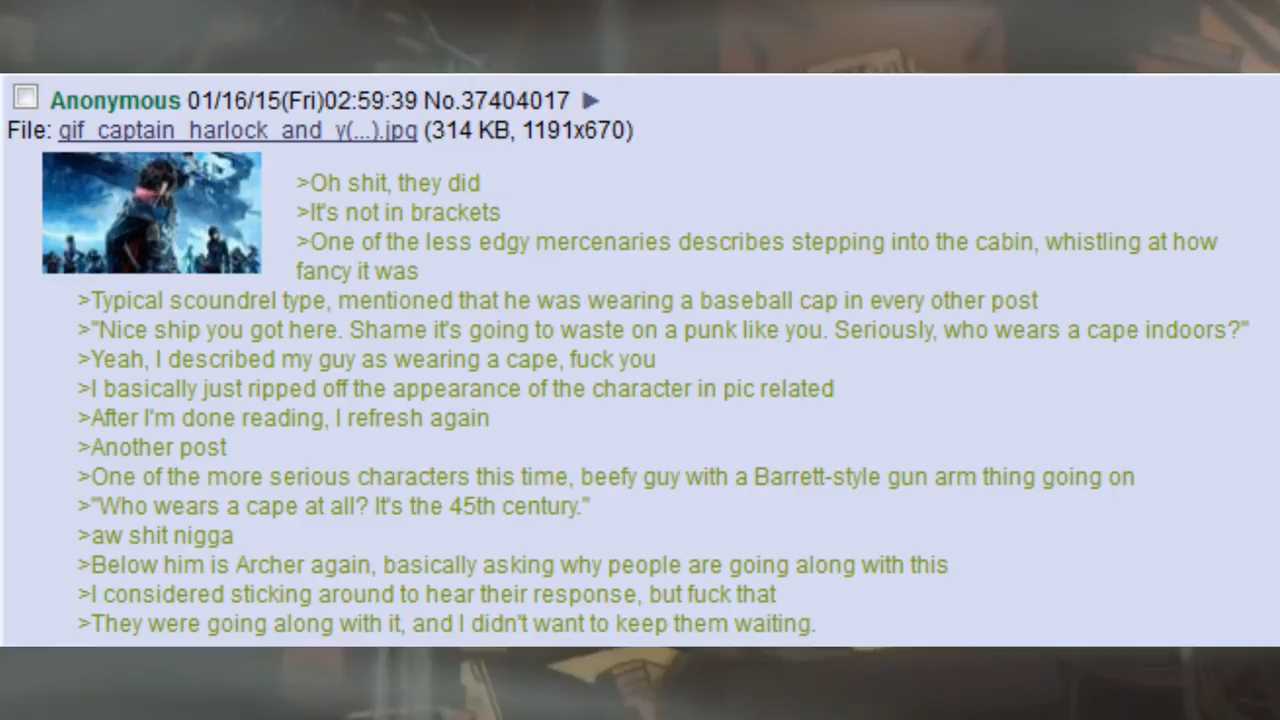 Anonymous 01/16/15(Fri)02:59:39 No.37404017 ▶
File: gif_captain_harlock_and_y(...).jpg (314 KB, 1191x670)
>Oh shit, they did
>It's not in brackets
>One of the less edgy mercenaries describes stepping into the cabin, whistling at how
fancy it was
>Typical scoundrel type, mentioned that he was wearing a baseball cap in every other post
>"Nice ship you got here. Shame it's going to waste on a punk like you. Seriously, who wears a cape indoors?"
>Yeah, I described my guy as wearing a cape, fuck you
>I basically just ripped off the appearance of the character in pic related
>After I'm done reading, I refresh again
>Another post
>One of the more serious characters this time, beefy guy with a Barrett-style gun arm thing going on
>"Who wears a cape at all? It's the 45th century."
>aw shit nigga
>Below him is Archer again, basically asking why people are going along with this
>I considered sticking around to hear their response, but fuck that
>They were going along with it, and I didn't want to keep them waiting.